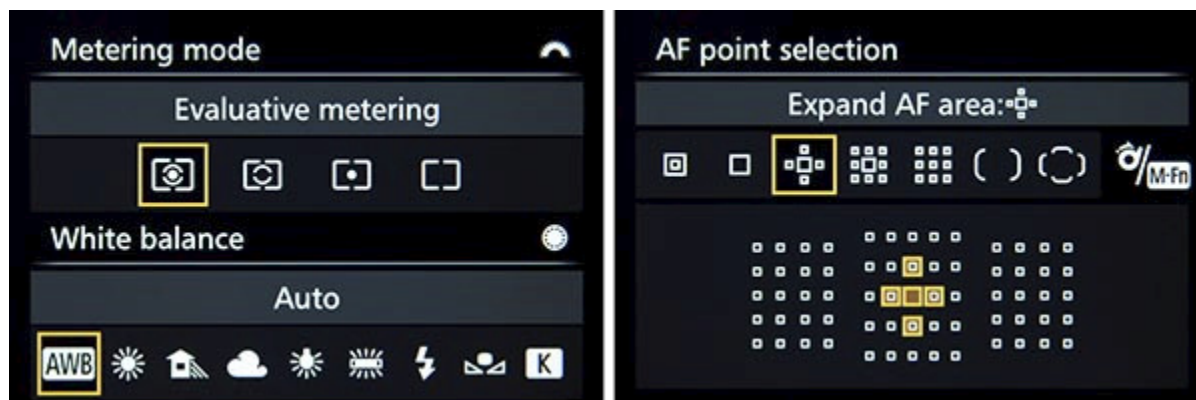 Metering mode
Evaluative metering
White balance
Auto
AWB
K
AF point selection
Expand AF area:
M-Fn